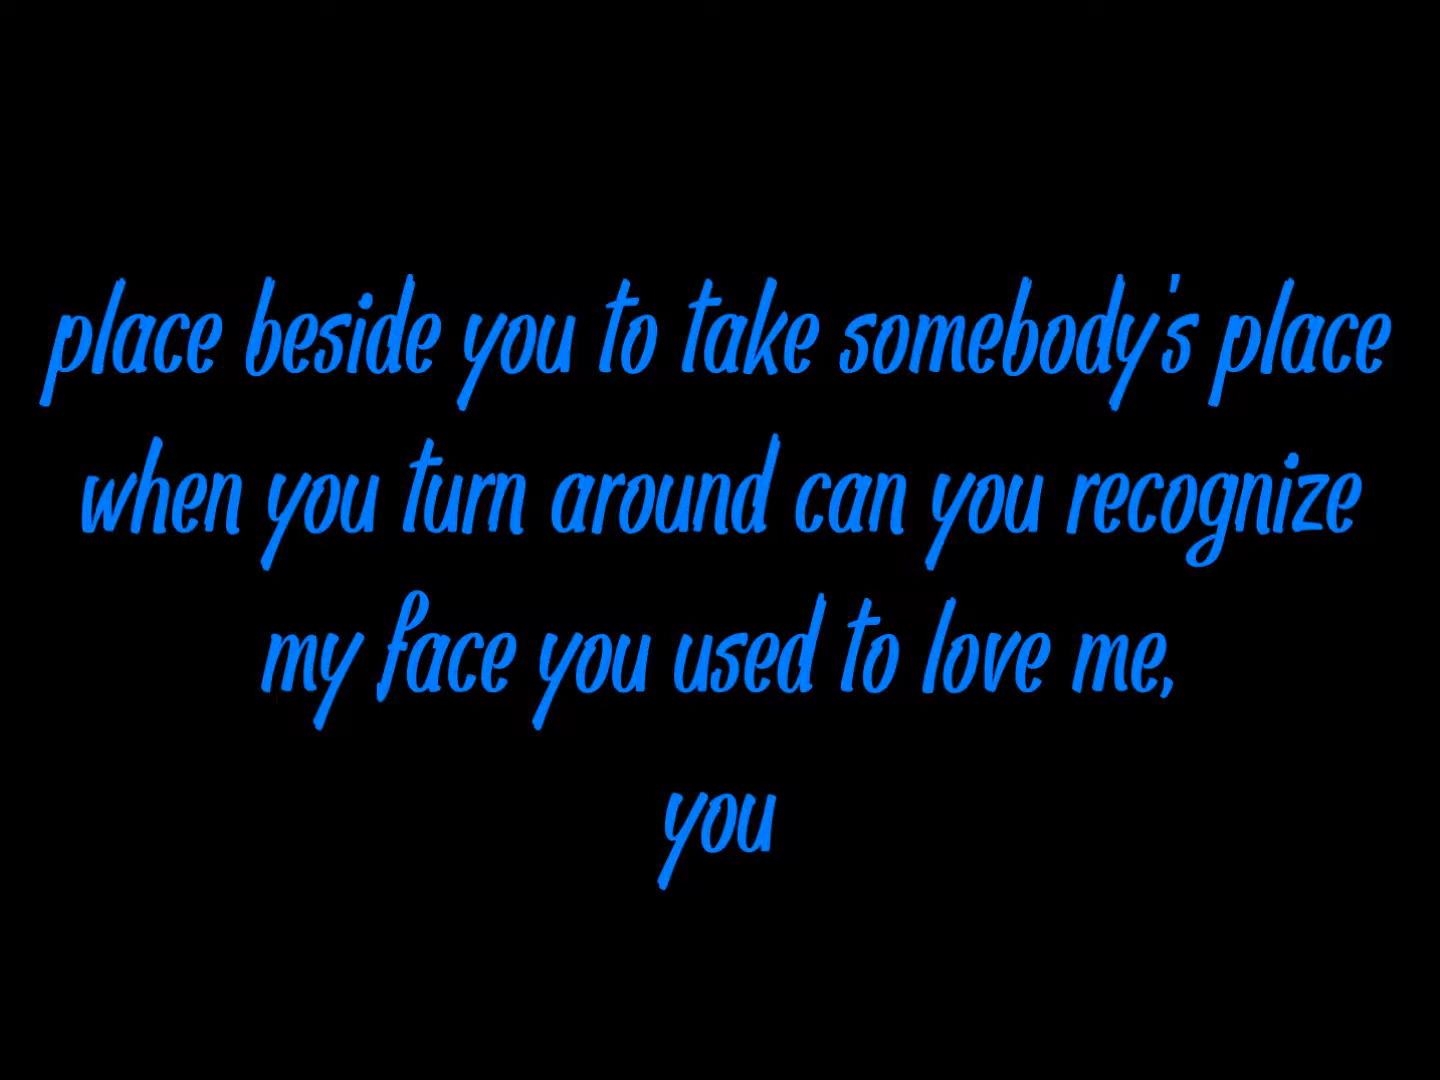 place beside you to take somebody's place
when you turn around can you recognize
my face you used to love me,
you